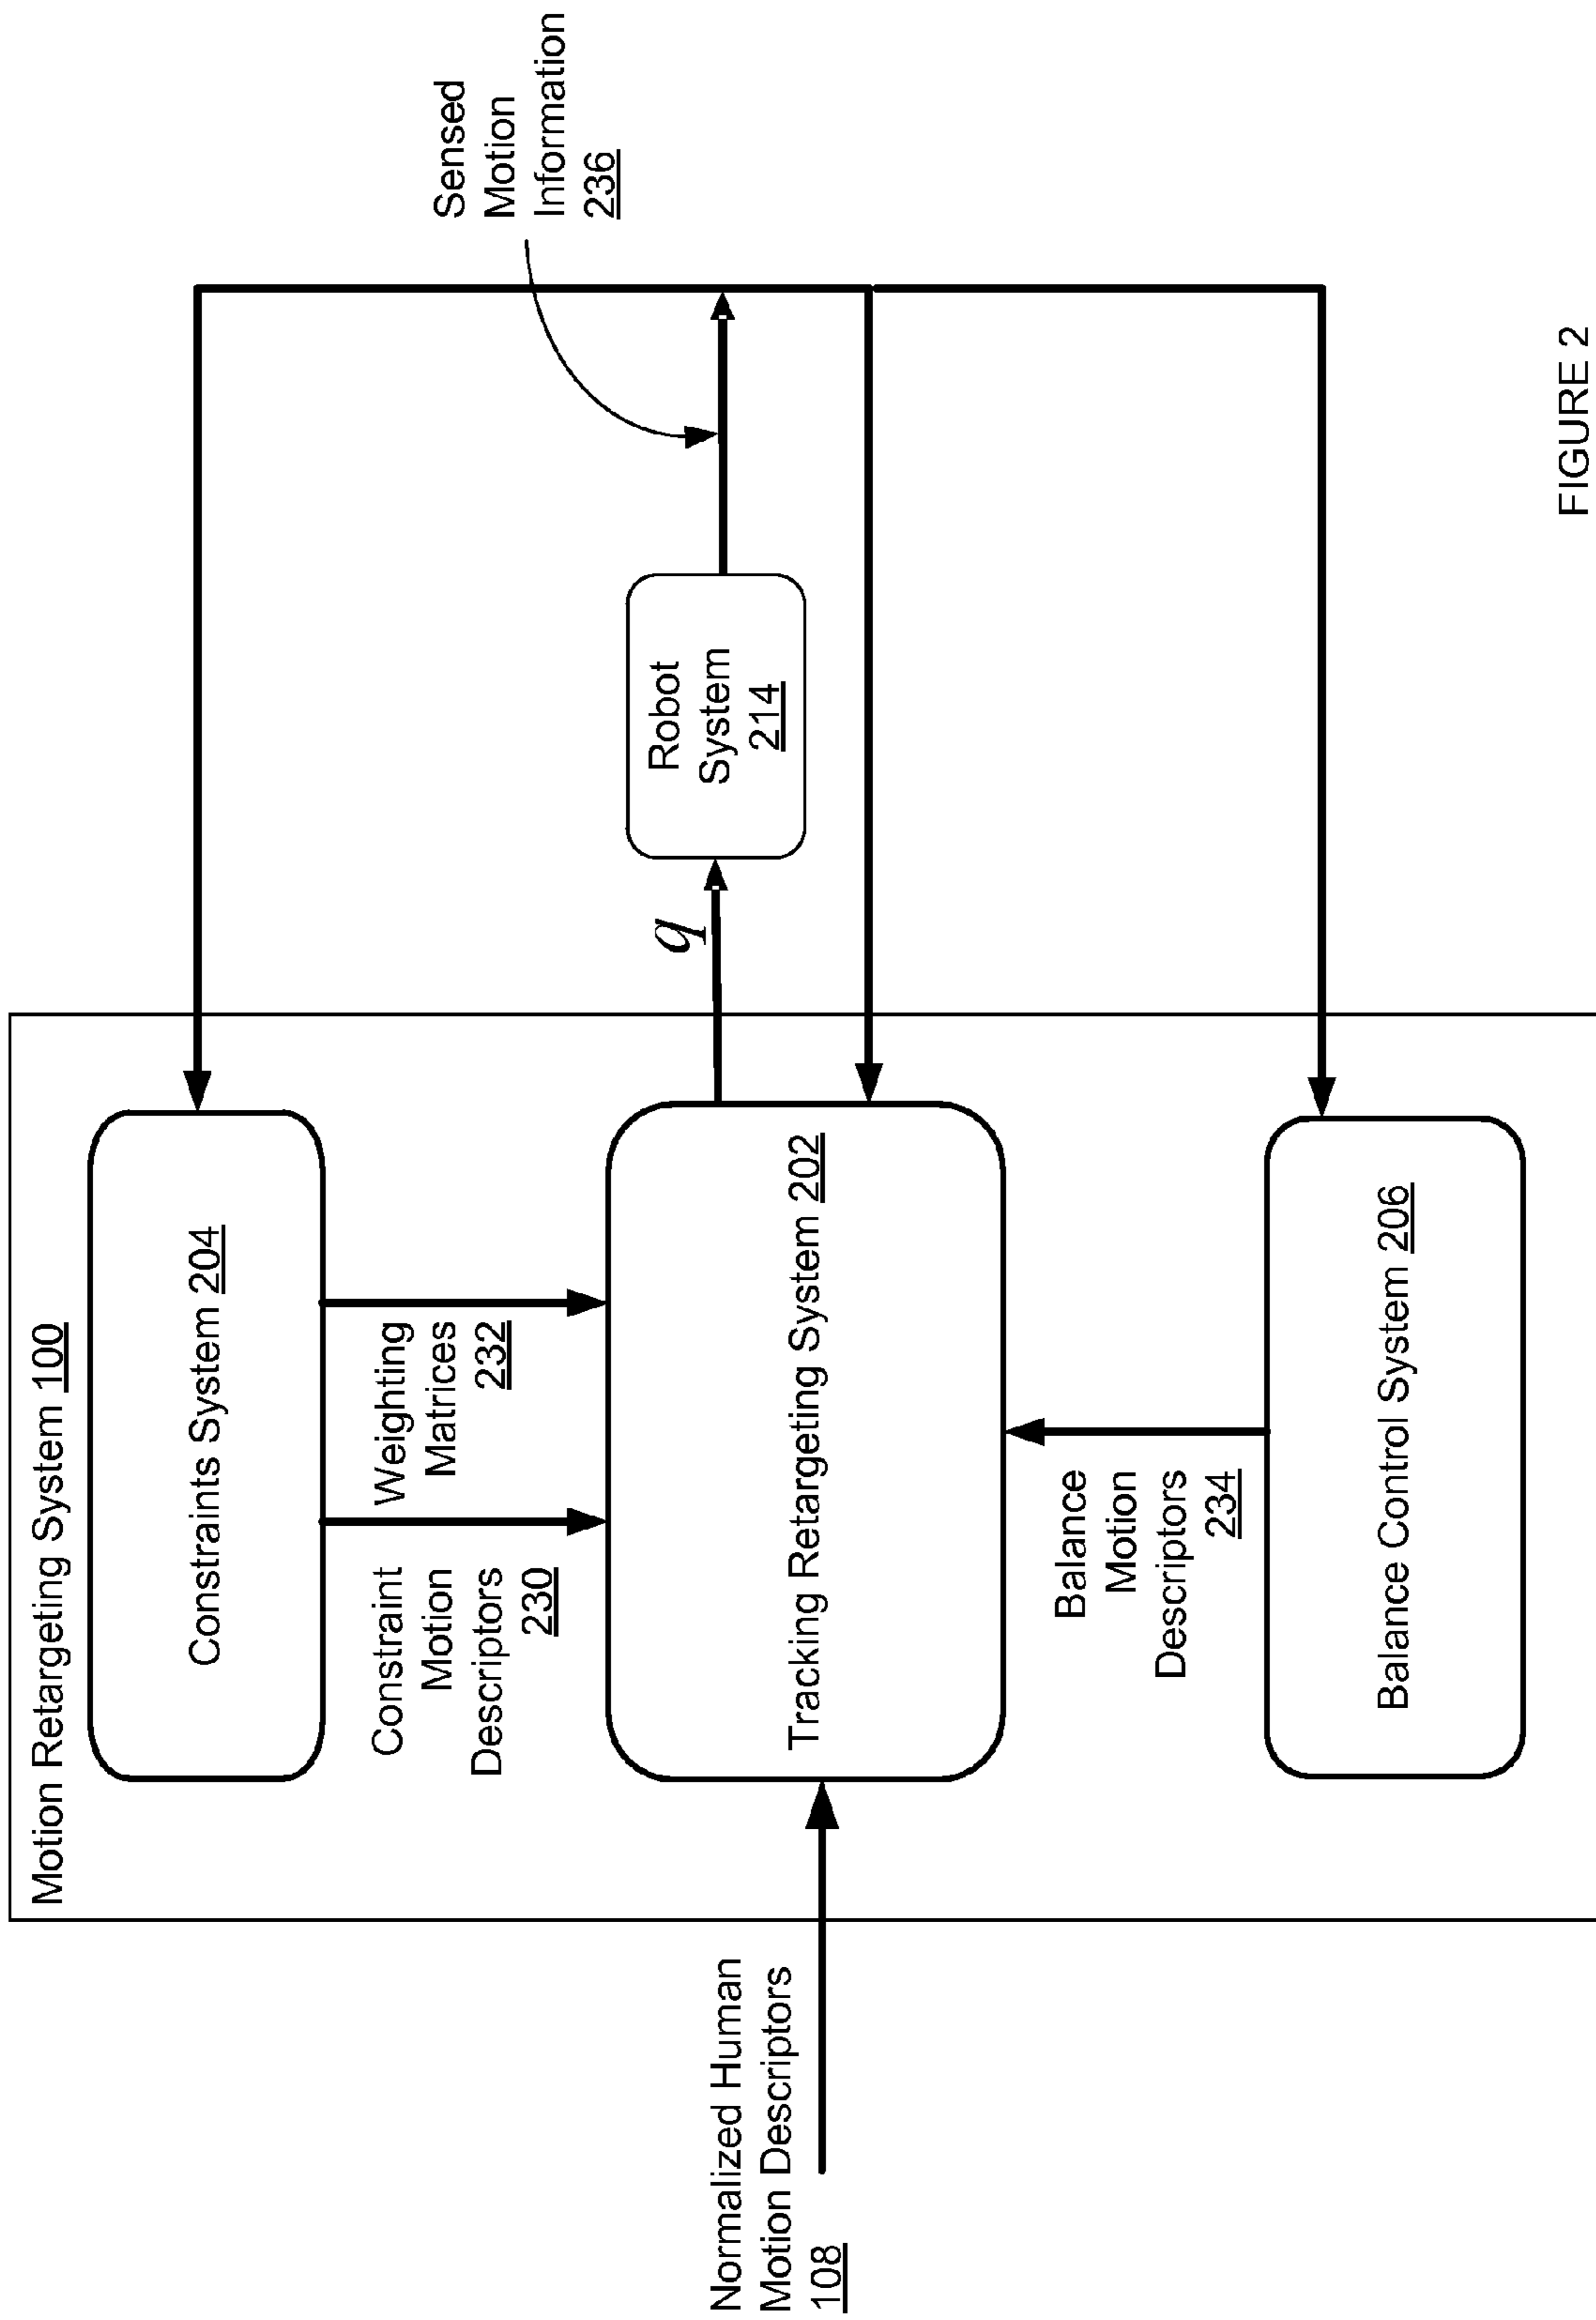 Motion Retargeting System 100
Constraints System 204
Constraint
Motion
Descriptors
230
Weighting
Matrices
232
Normalized Human
Motion Descriptors
108
Tracking Retargeting System 202
q
Robot
System
214
Sensed
Motion
Information
236
Balance
Motion
Descriptors
234
Balance Control System 206
FIGURE 2